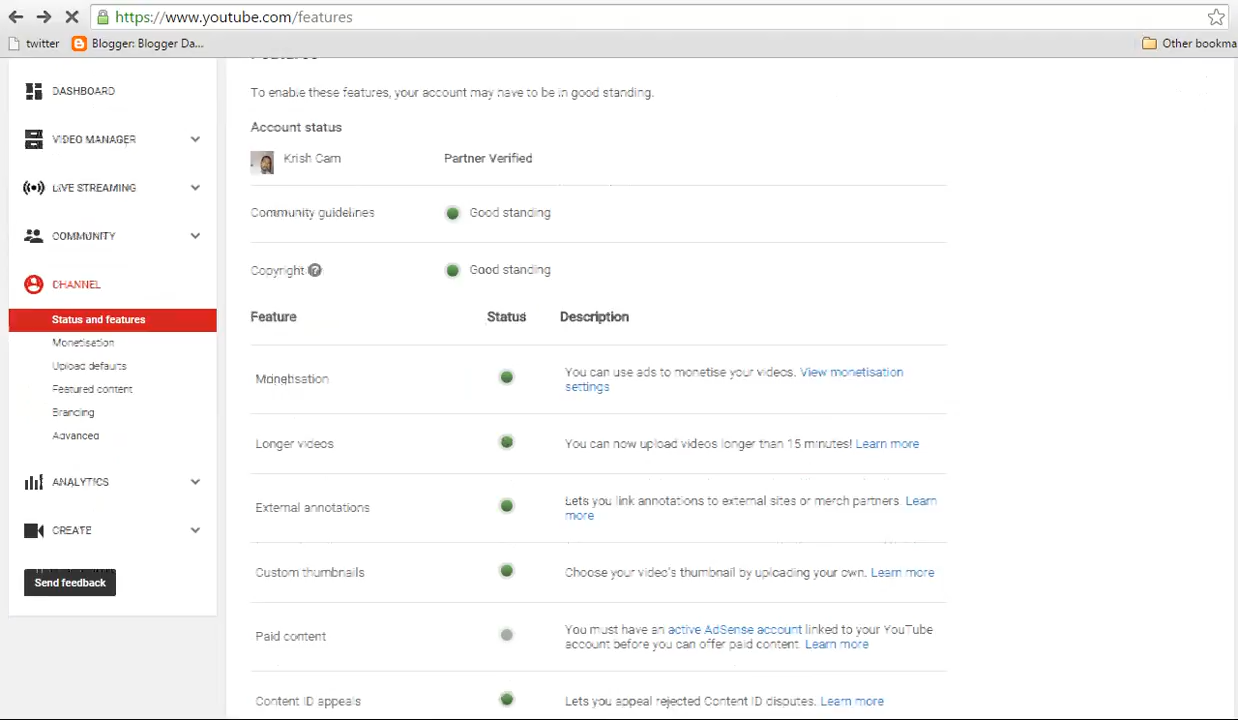 https://www.youtube.com/features
twitter
Blogger: Blogger Da...
Other bookma
DASHBOARD
VIDEO MANAGER
LIVE STREAMING
COMMUNITY
CHANNEL
Status and features
Monetisation
Upload defaults
Featured content
Branding
Advanced
ANALYTICS
CREATE
Send feedback
Features
To enable these features, your account may have to be in good standing.
Account status
Krish Cam Partner Verified
Community guidelines Good standing
Copyright ? Good standing
Feature Status Description
Monetisation You can use ads to monetise your videos. View monetisation
settings
Longer videos You can now upload videos longer than 15 minutes! Learn more
External annotations Lets you link annotations to external sites or merch partners. Learn
more
Custom thumbnails Choose your video's thumbnail by uploading your own. Learn more
Paid content You must have an active AdSense account linked to your YouTube
account before you can offer paid content. Learn more
Content ID appeals Lets you appeal rejected Content ID disputes. Learn more